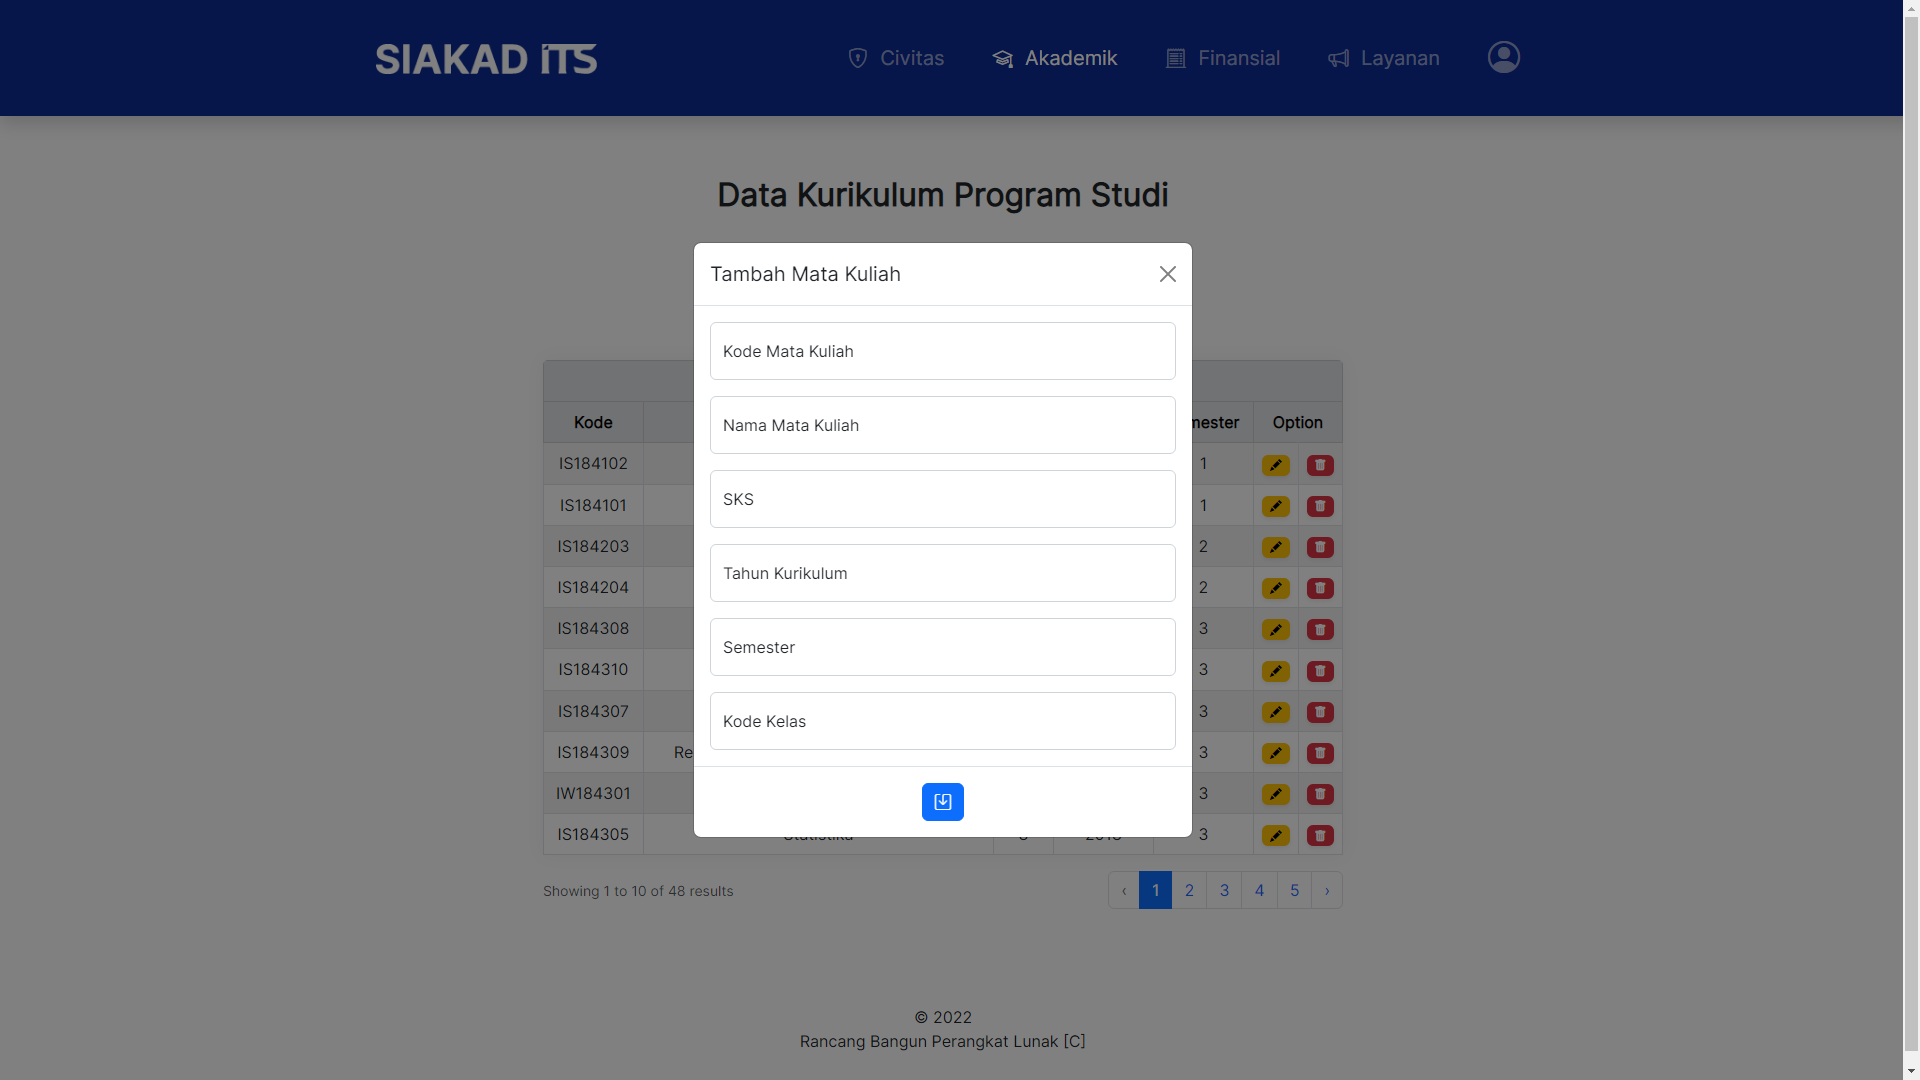 SIAKAD ITS
Civitas
Akademik
Finansial
Layanan
Data Kurikulum Program Studi
Tambah Mata Kuliah
Kode Mata Kuliah
Nama Mata Kuliah
SKS
Tahun Kurikulum
Semester
Kode Kelas
Kode mester Option
IS184102 1
IS184101 1
IS184203 2
IS184204 2
IS184308 3
IS184310 3
IS184307 3
IS184309 Re 3
IW184301 3
IS184305 3
Showing 1 to 10 of 48 results
‹ 1 2 3 4 5 ›
© 2022
Rancang Bangun Perangkat Lunak [C]